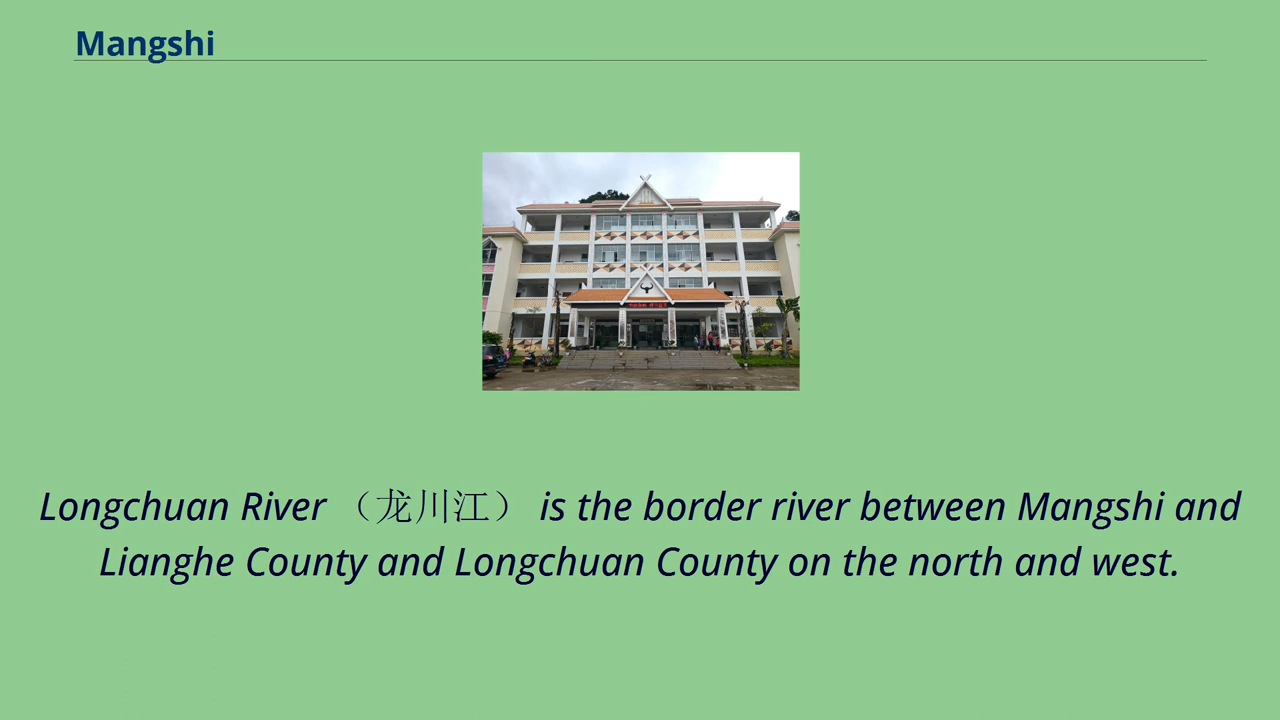 Mangshi
Longchuan River （龙川江） is the border river between Mangshi and
Lianghe County and Longchuan County on the north and west.